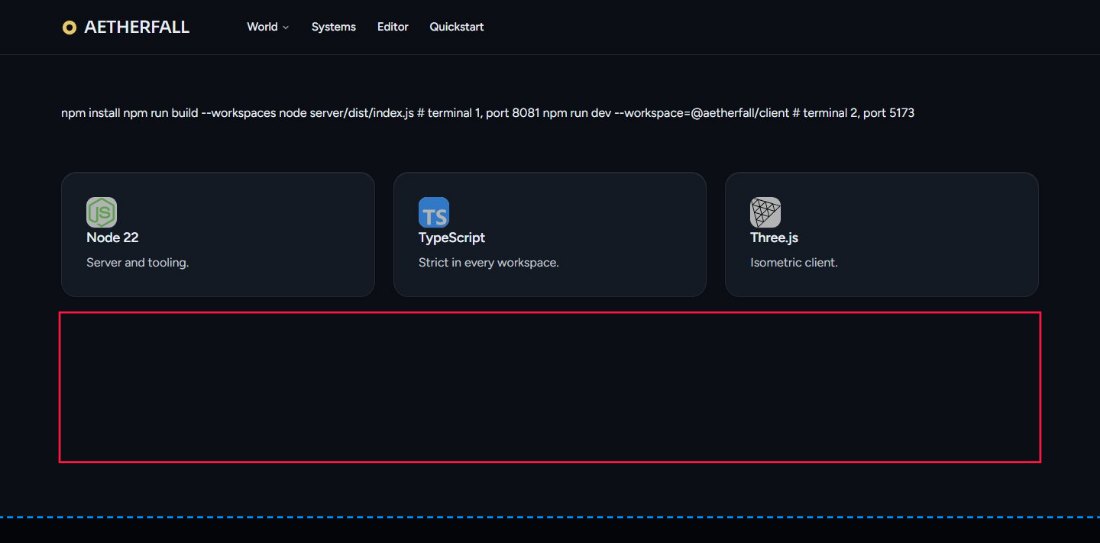 AETHERFALL World Systems Editor Quickstart
npm install npm run build --workspaces node server/dist/index.js # terminal 1, port 8081 npm run dev --workspace=@aetherfall/client # terminal 2, port 5173
JS
Node 22
Server and tooling.
TS
TypeScript
Strict in every workspace.
Three.js
Isometric client.